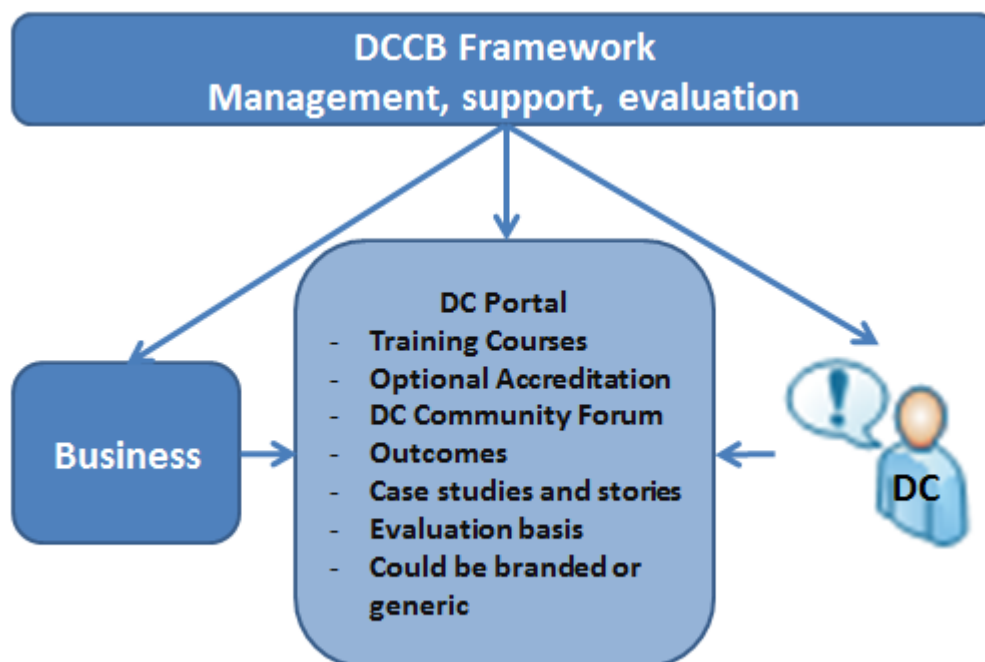 DCCB Framework
Management, support, evaluation
DC Portal
- Training Courses
- Optional Accreditation
- DC Community Forum
- Outcomes
- Case studies and stories
- Evaluation basis
- Could be branded or
generic
Business
!
DC